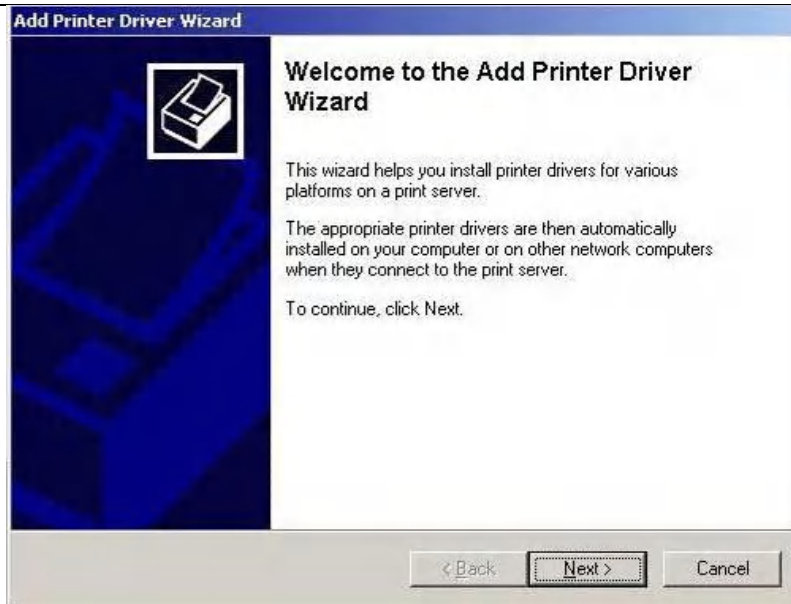 Add Printer Driver Wizard
Welcome to the Add Printer Driver
Wizard
This wizard helps you install printer drivers for various
platforms on a print server.
The appropriate printer drivers are then automatically
installed on your computer or on other network computers
when they connect to the print server.
To continue, click Next.
< Back
Next >
Cancel